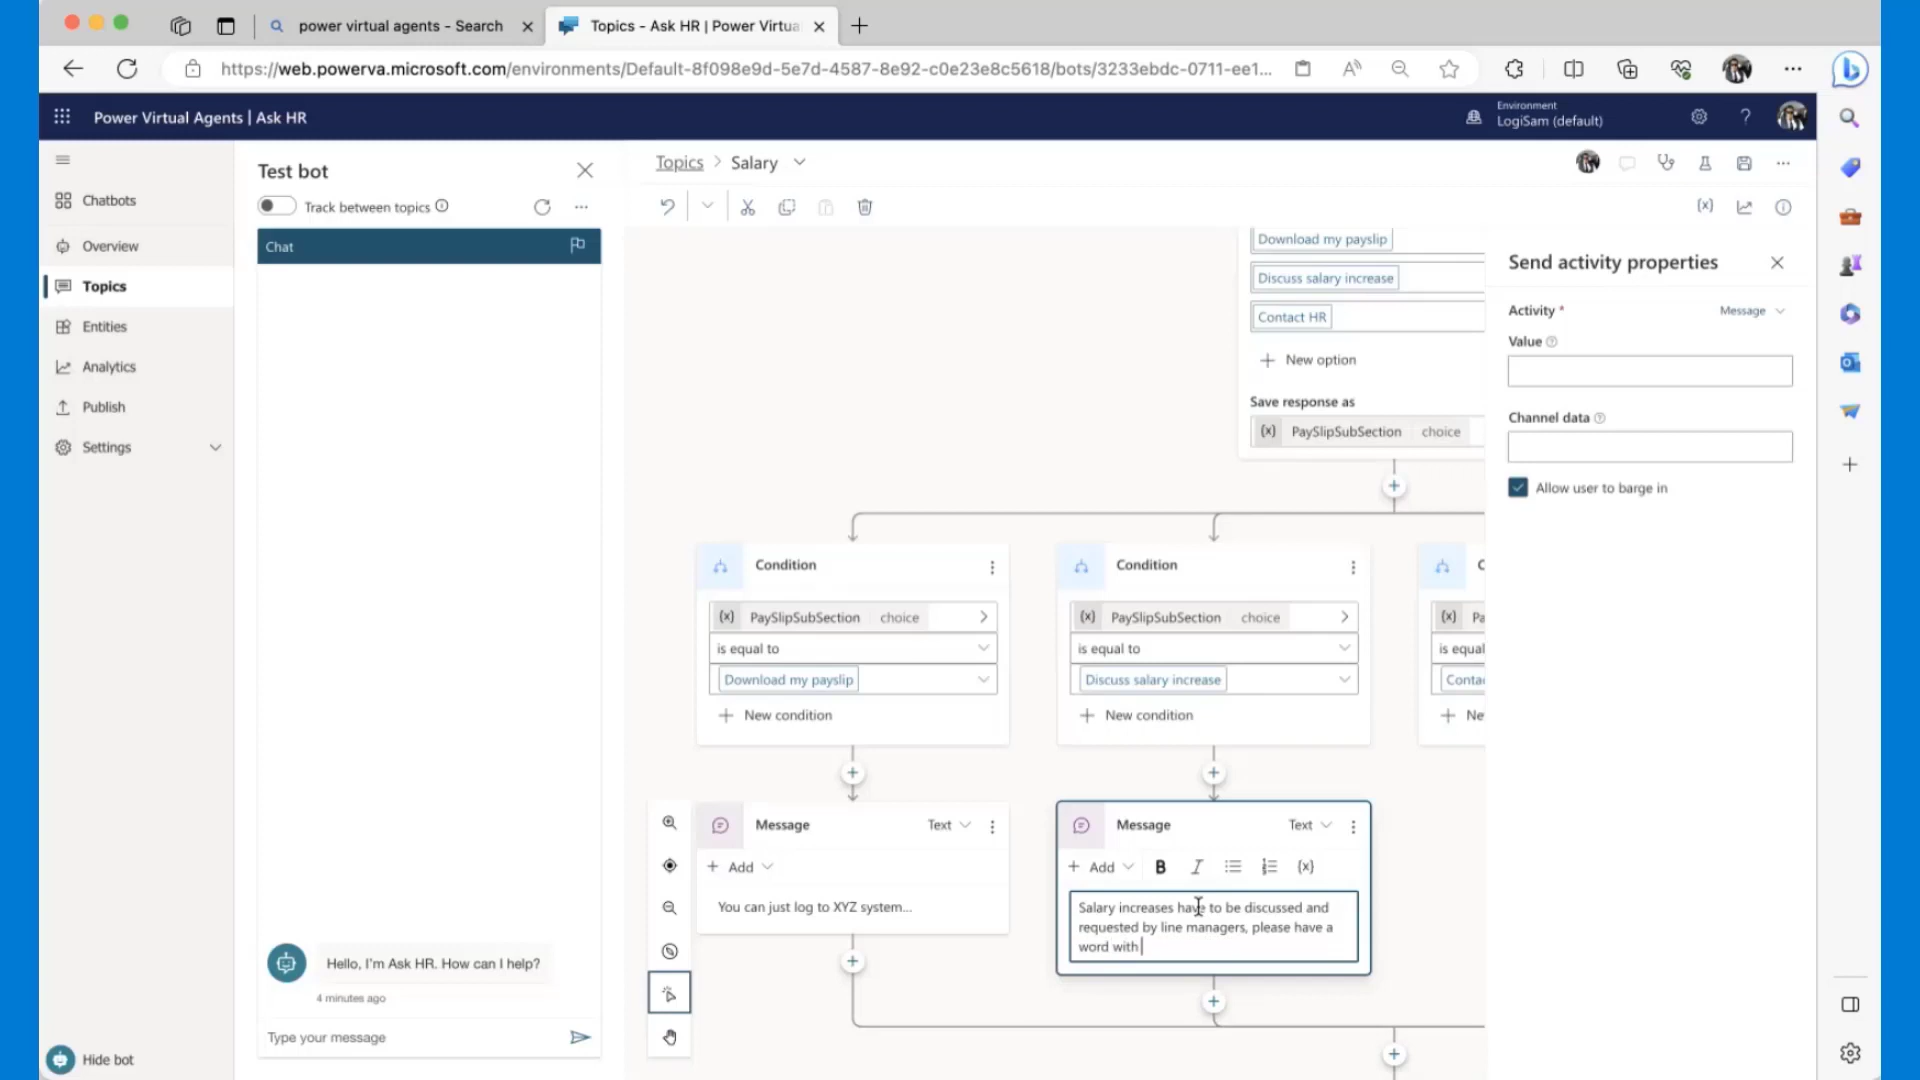 power virtual agents - Search
Topics - Ask HR | Power Virtua
https://web.powerva.microsoft.com/environments/Default-8f098e9d-5e7d-4587-8e92-c0e23e8c5618/bots/3233ebdc-0711-ee1...
Power Virtual Agents | Ask HR
Environment
LogiSam (default)
Chatbots
Overview
Topics
Entities
Analytics
Publish
Settings
Hide bot
Test bot
Track between topics
Chat
Hello, I'm Ask HR. How can I help?
4 minutes ago
Type your message
Topics > Salary
Download my payslip
Discuss salary increase
Contact HR
New option
Save response as
(x) PaySlipSubSection choice
Condition
(x) PaySlipSubSection choice
is equal to
Download my payslip
New condition
Message Text
Add
You can just log to XYZ system...
Condition
(x) PaySlipSubSection choice
is equal to
Discuss salary increase
New condition
Message Text
Add B I (x)
Salary increases have to be discussed and
requested by line managers, please have a
word with
C
(x) Pa
is equal
Contac
Ne
(x)
Send activity properties
Activity * Message
Value
Channel data
Allow user to barge in